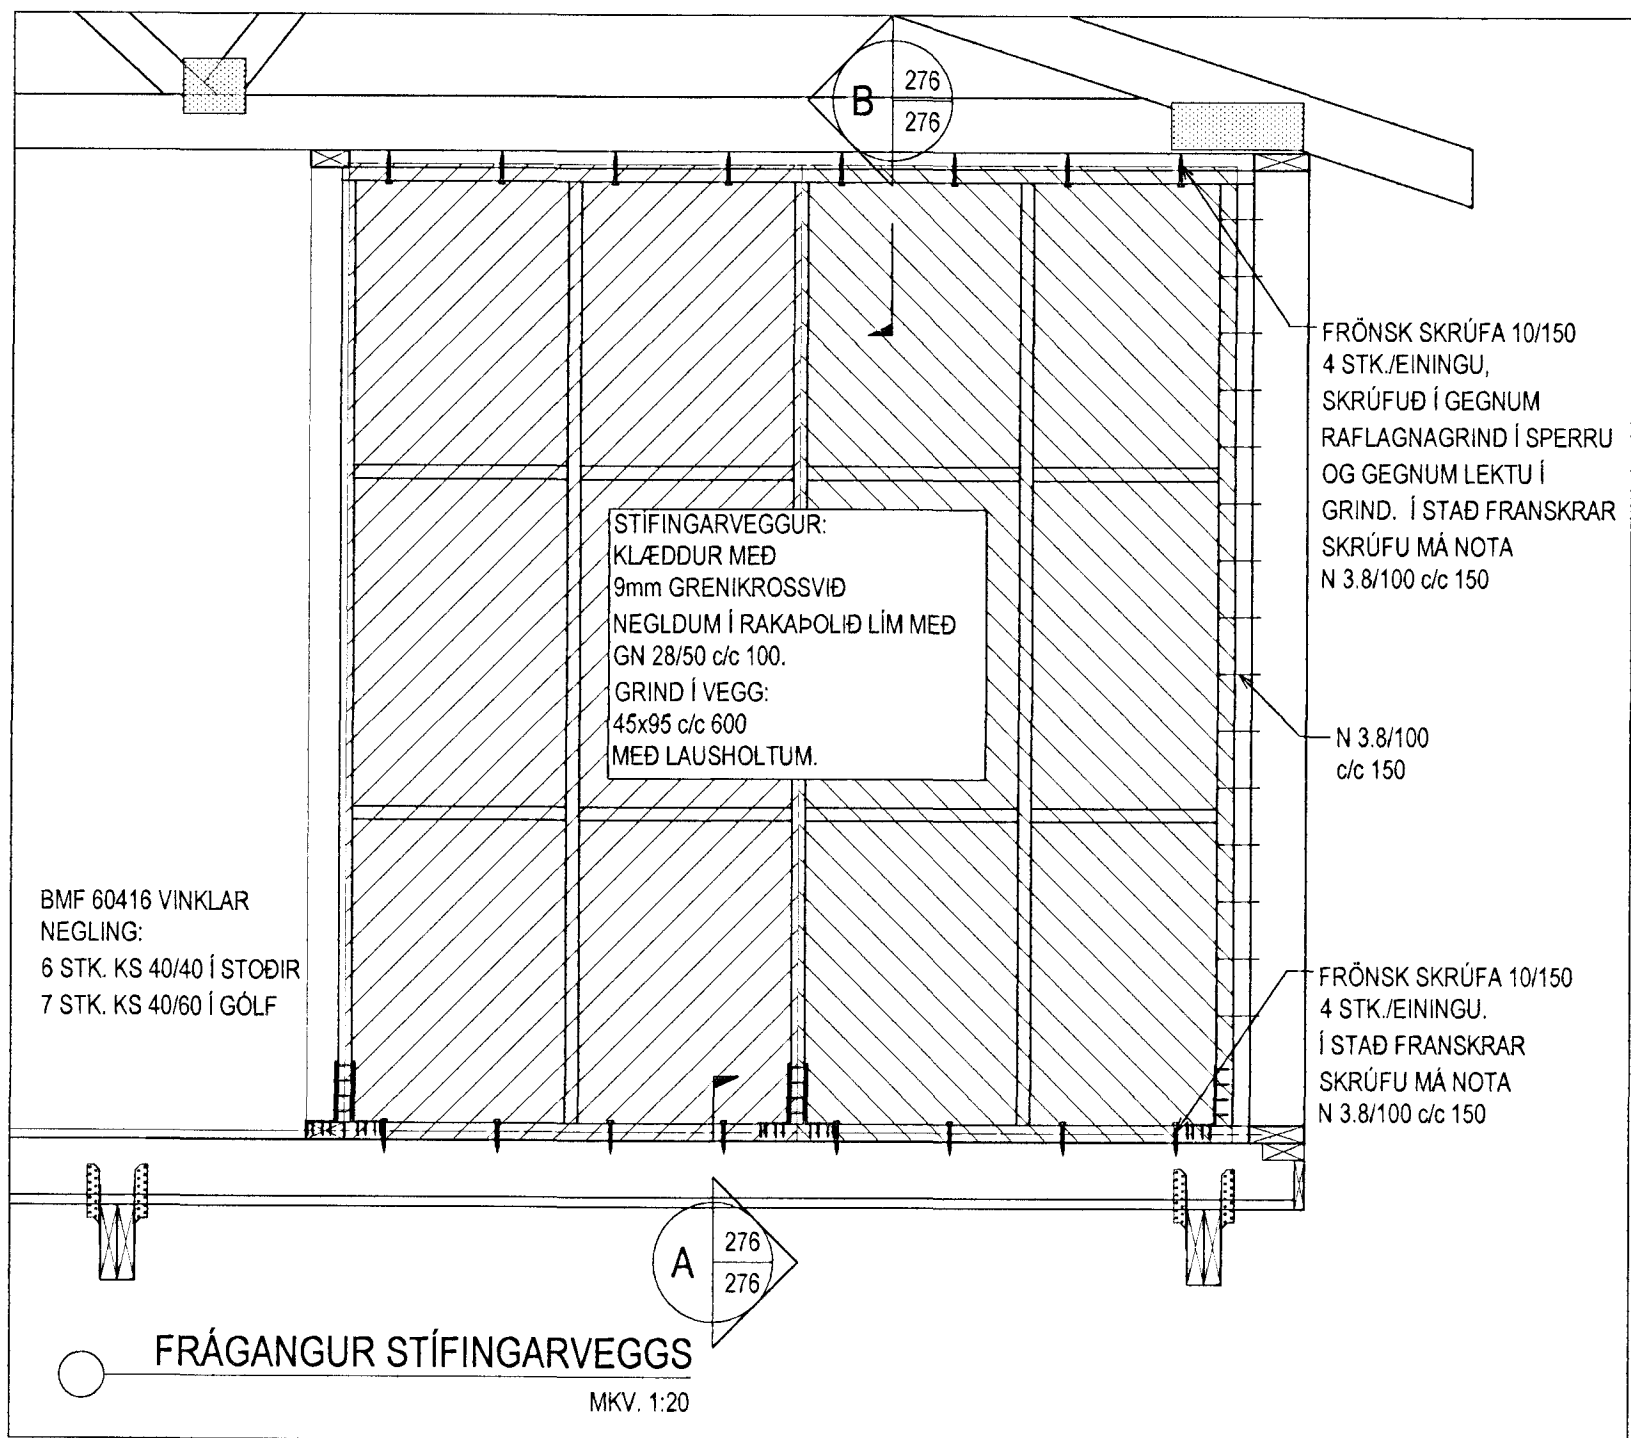 B
276
276
FRÖNSK SKRÚFA 10/150
4 STK./EININGU,
SKRÚFUÐ Í GEGNUM
RAFLAGNAGRIND Í SPERRU
OG GEGNUM LEKTU Í
GRIND. Í STAÐ FRANSKRAR
SKRÚFU MÁ NOTA
N 3.8/100 c/c 150
STÍFINGARVEGGUR:
KLÆDDUR MEÐ
9mm GRENIKROSSVIÐ
NEGLDUM Í RAKAÞOLIÐ LÍM MEÐ
GN 28/50 c/c 100.
GRIND Í VEGG:
45x95 c/c 600
MEÐ LAUSHOLTUM.
N 3.8/100
c/c 150
BMF 60416 VINKLAR
NEGLING:
6 STK. KS 40/40 Í STOÐIR
7 STK. KS 40/60 Í GÓLF
FRÖNSK SKRÚFA 10/150
4 STK./EININGU.
Í STAÐ FRANSKRAR
SKRÚFU MÁ NOTA
N 3.8/100 c/c 150
A
276
276
FRÁGANGUR STÍFINGARVEGGS
MKV. 1:20